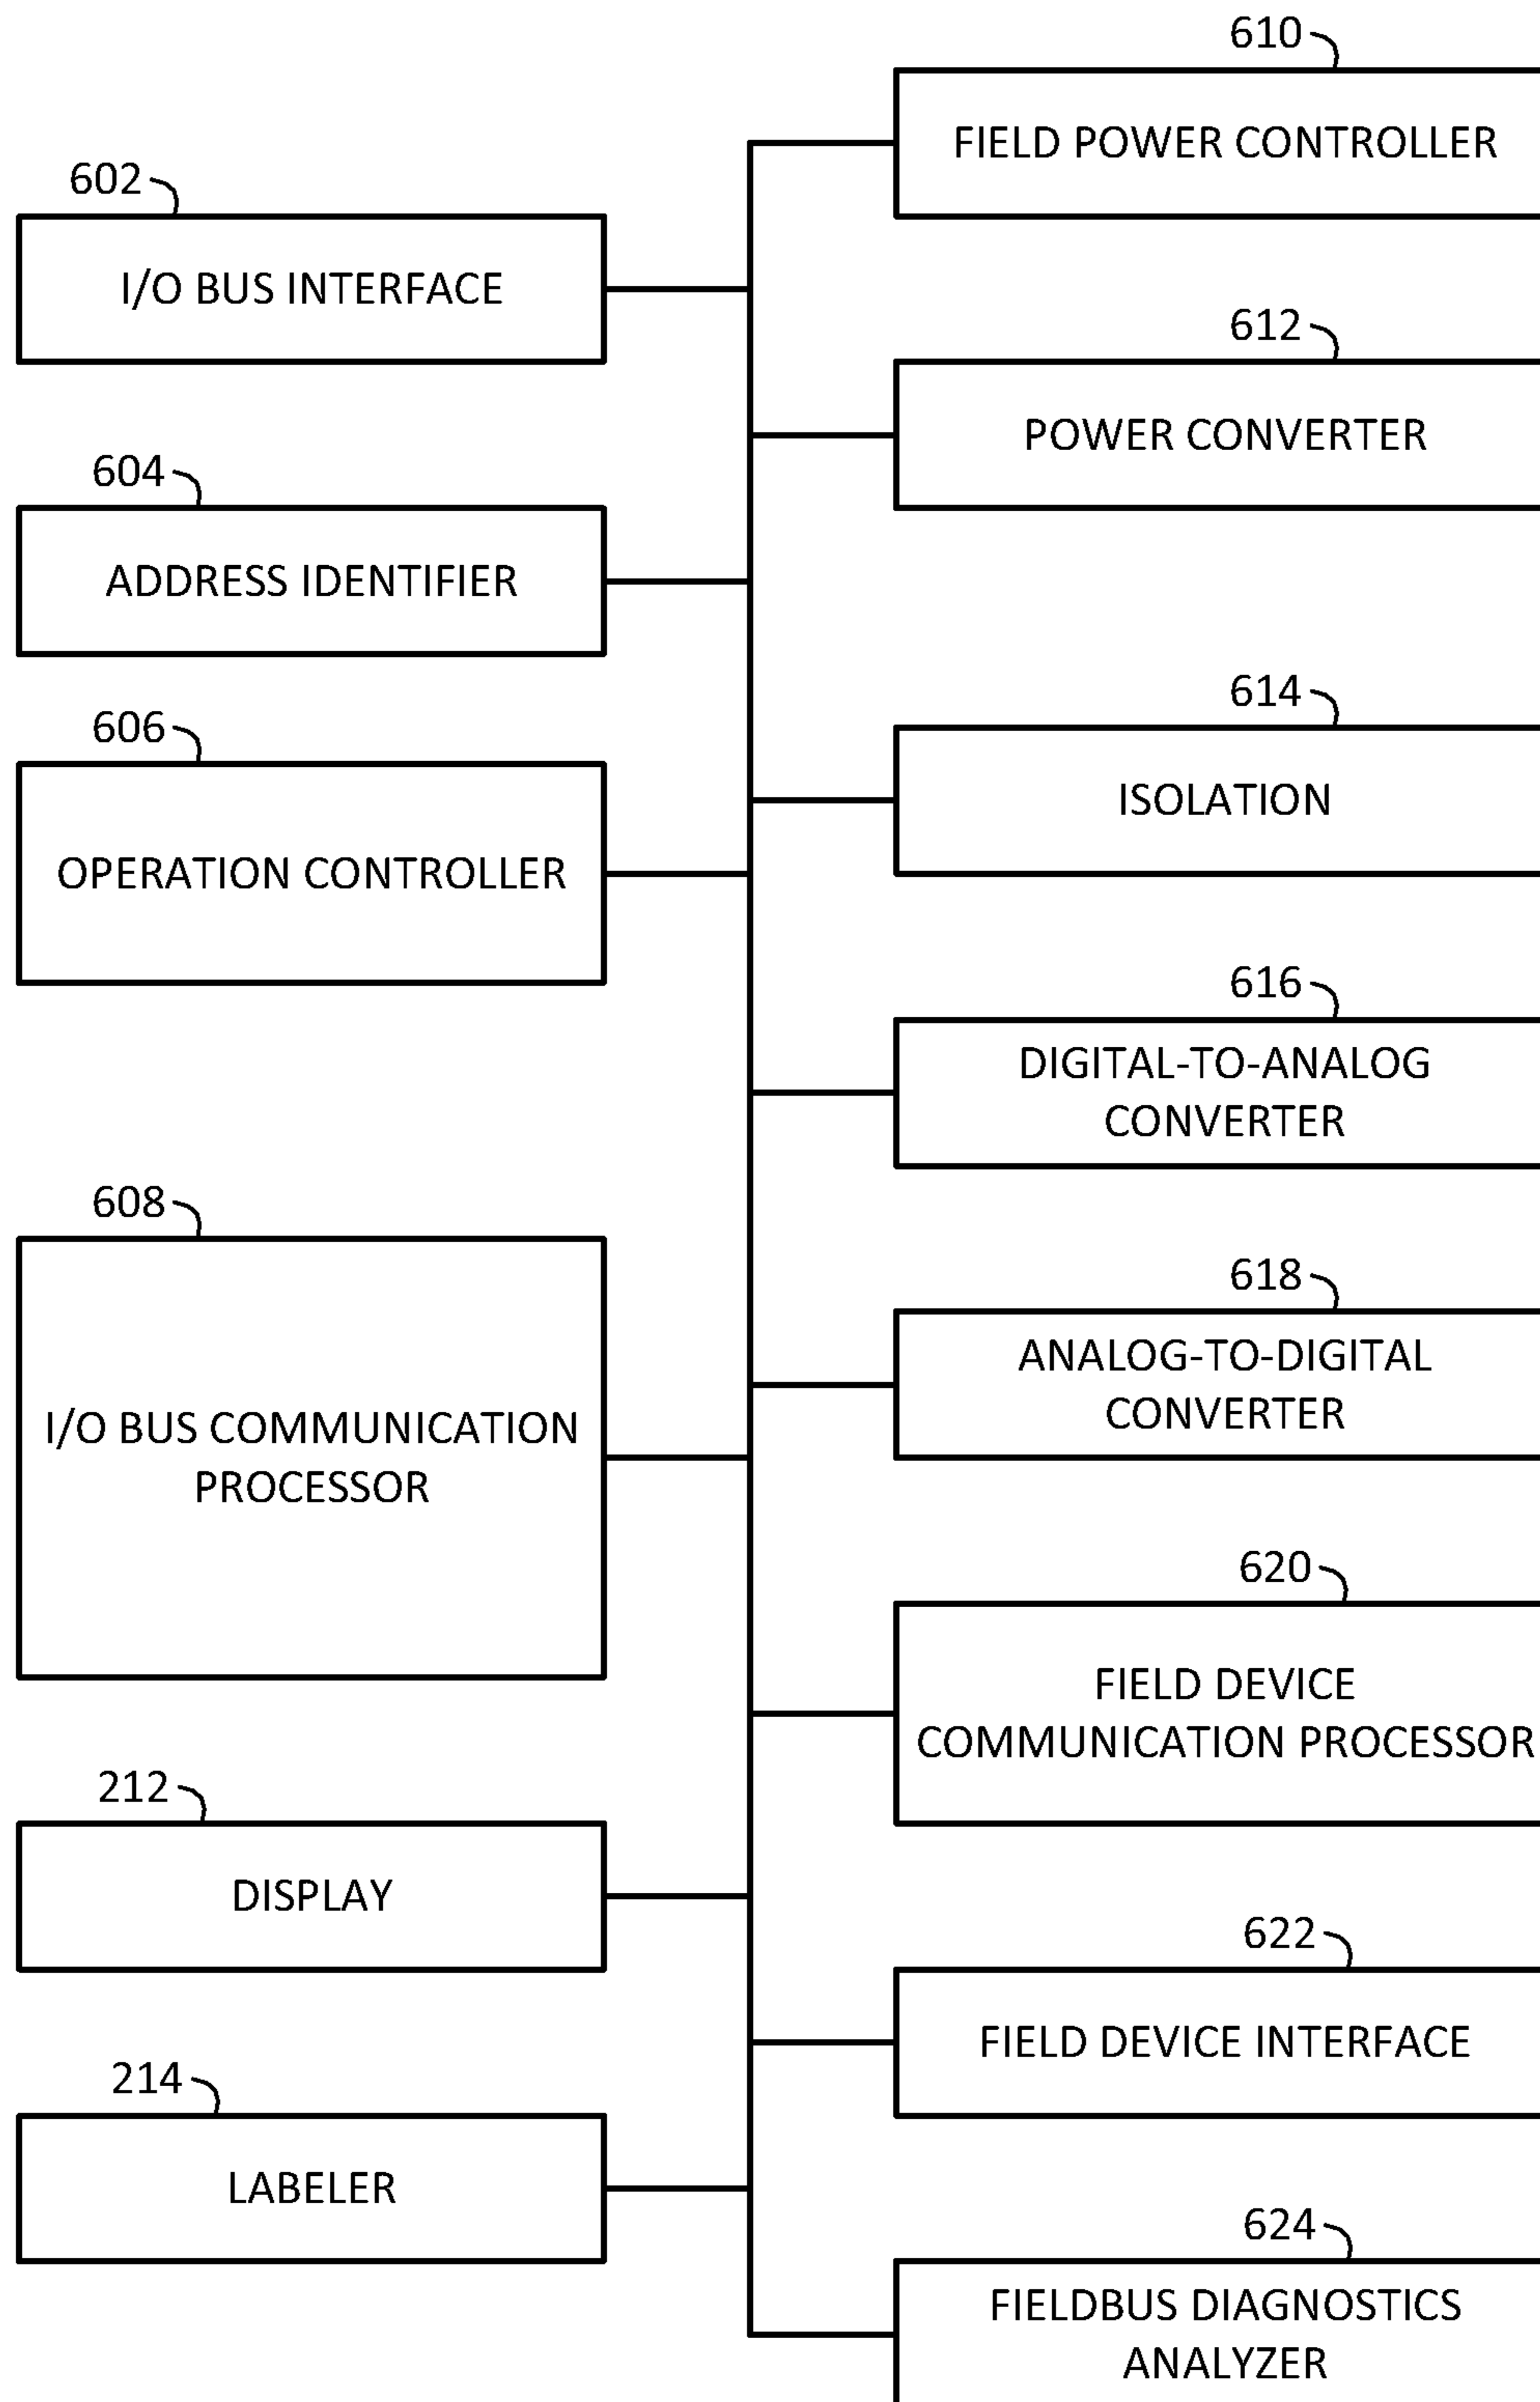 602
I/O BUS INTERFACE
604
ADDRESS IDENTIFIER
606
OPERATION CONTROLLER
608
I/O BUS COMMUNICATION
PROCESSOR
212
DISPLAY
214
LABELER
610
FIELD POWER CONTROLLER
612
POWER CONVERTER
614
ISOLATION
616
DIGITAL-TO-ANALOG
CONVERTER
618
ANALOG-TO-DIGITAL
CONVERTER
620
FIELD DEVICE
COMMUNICATION PROCESSOR
622
FIELD DEVICE INTERFACE
624
FIELDBUS DIAGNOSTICS
ANALYZER